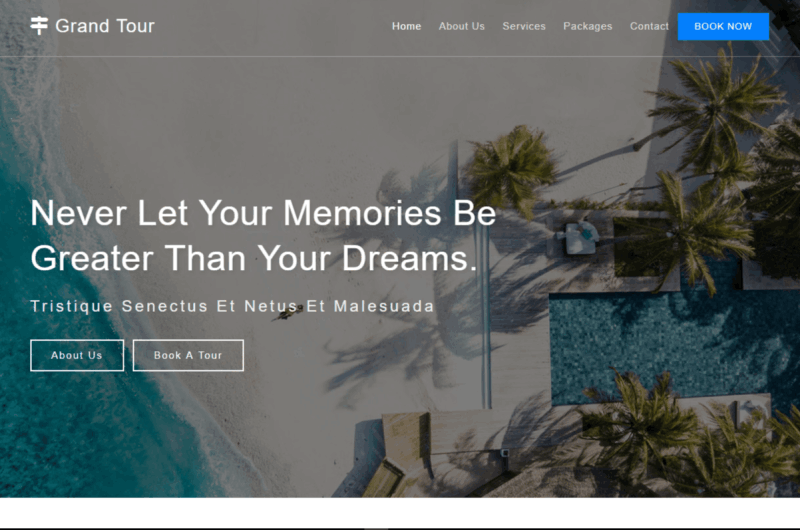 Grand Tour
Home About Us Services Packages Contact BOOK NOW
Never Let Your Memories Be
Greater Than Your Dreams.
Tristique Senectus Et Netus Et Malesuada
About Us Book A Tour